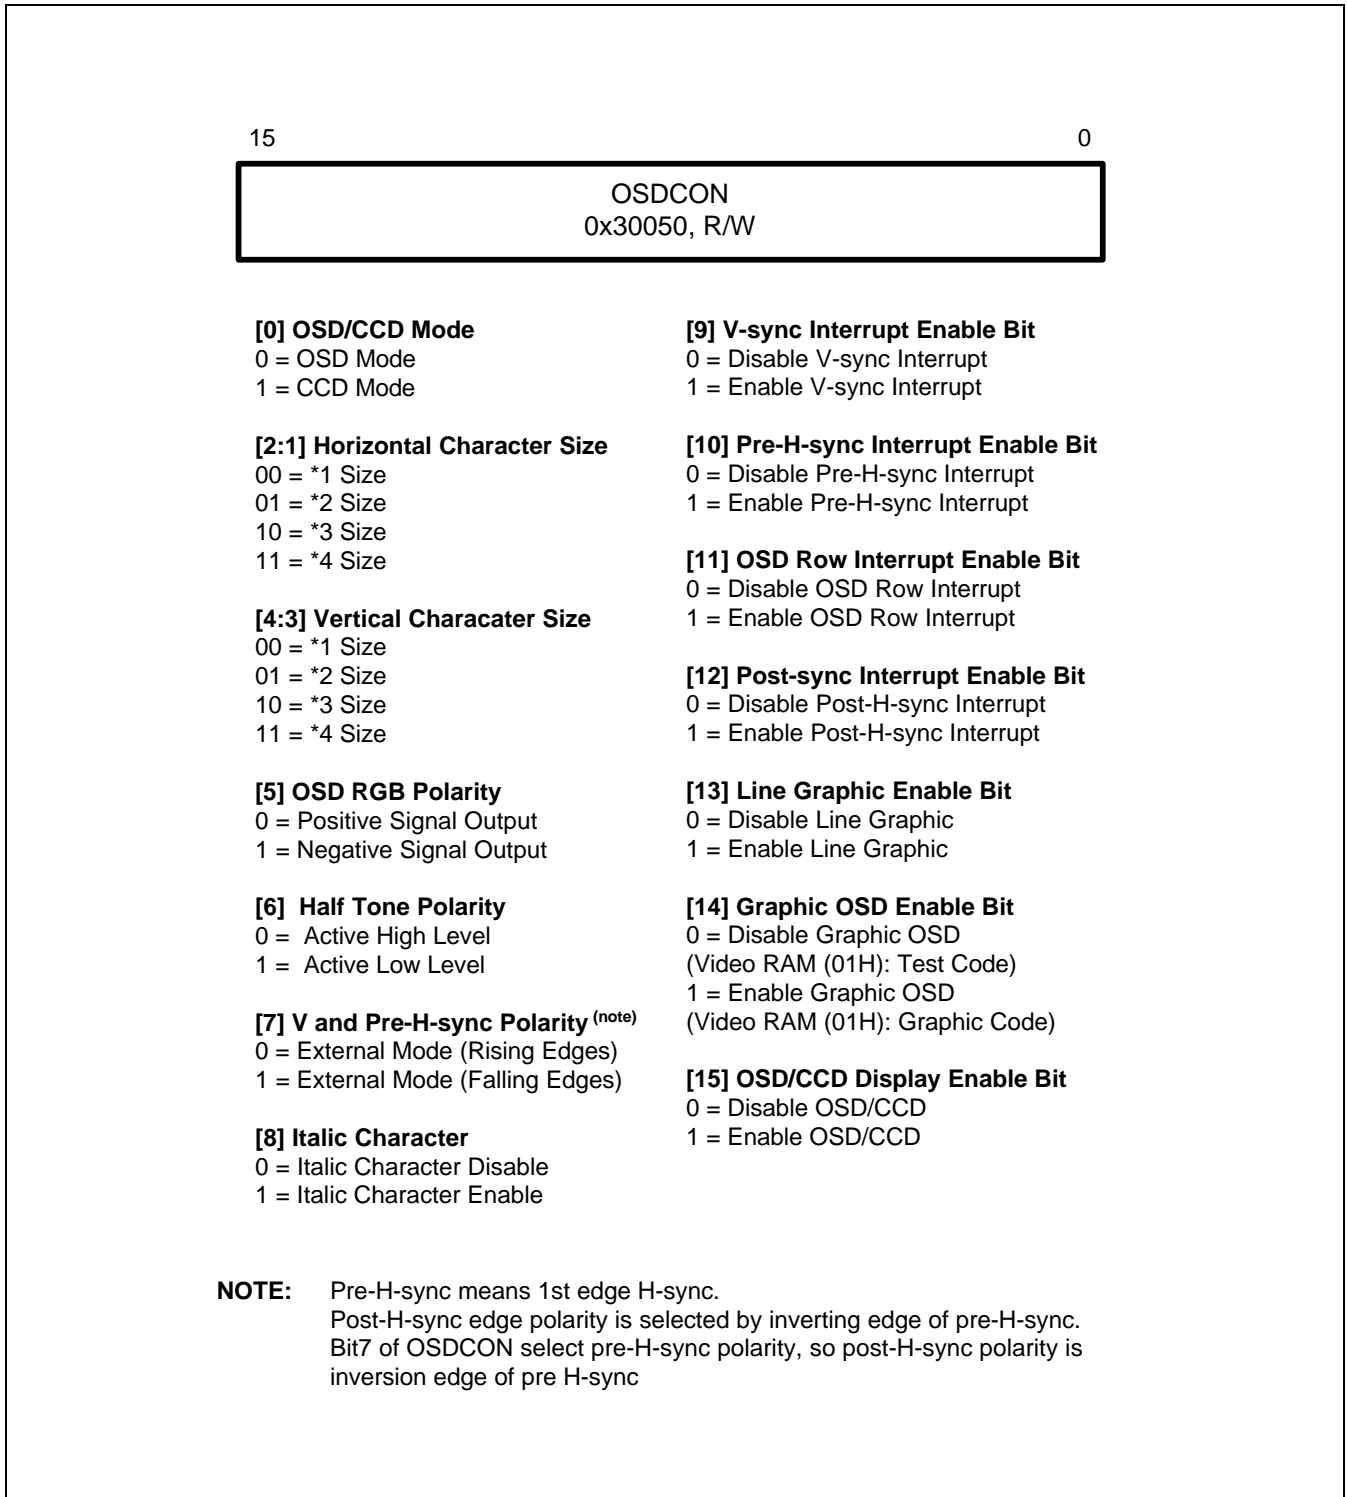 15 0
OSDCON
0x30050, R/W
[0] OSD/CCD Mode
0 = OSD Mode
1 = CCD Mode
[2:1] Horizontal Character Size
00 = *1 Size
01 = *2 Size
10 = *3 Size
11 = *4 Size
[4:3] Vertical Characater Size
00 = *1 Size
01 = *2 Size
10 = *3 Size
11 = *4 Size
[5] OSD RGB Polarity
0 = Positive Signal Output
1 = Negative Signal Output
[6] Half Tone Polarity
0 = Active High Level
1 = Active Low Level
[7] V and Pre-H-sync Polarity (note)
0 = External Mode (Rising Edges)
1 = External Mode (Falling Edges)
[8] Italic Character
0 = Italic Character Disable
1 = Italic Character Enable
[9] V-sync Interrupt Enable Bit
0 = Disable V-sync Interrupt
1 = Enable V-sync Interrupt
[10] Pre-H-sync Interrupt Enable Bit
0 = Disable Pre-H-sync Interrupt
1 = Enable Pre-H-sync Interrupt
[11] OSD Row Interrupt Enable Bit
0 = Disable OSD Row Interrupt
1 = Enable OSD Row Interrupt
[12] Post-sync Interrupt Enable Bit
0 = Disable Post-H-sync Interrupt
1 = Enable Post-H-sync Interrupt
[13] Line Graphic Enable Bit
0 = Disable Line Graphic
1 = Enable Line Graphic
[14] Graphic OSD Enable Bit
0 = Disable Graphic OSD
(Video RAM (01H): Test Code)
1 = Enable Graphic OSD
(Video RAM (01H): Graphic Code)
[15] OSD/CCD Display Enable Bit
0 = Disable OSD/CCD
1 = Enable OSD/CCD
NOTE: Pre-H-sync means 1st edge H-sync.
Post-H-sync edge polarity is selected by inverting edge of pre-H-sync.
Bit7 of OSDCON select pre-H-sync polarity, so post-H-sync polarity is
inversion edge of pre H-sync